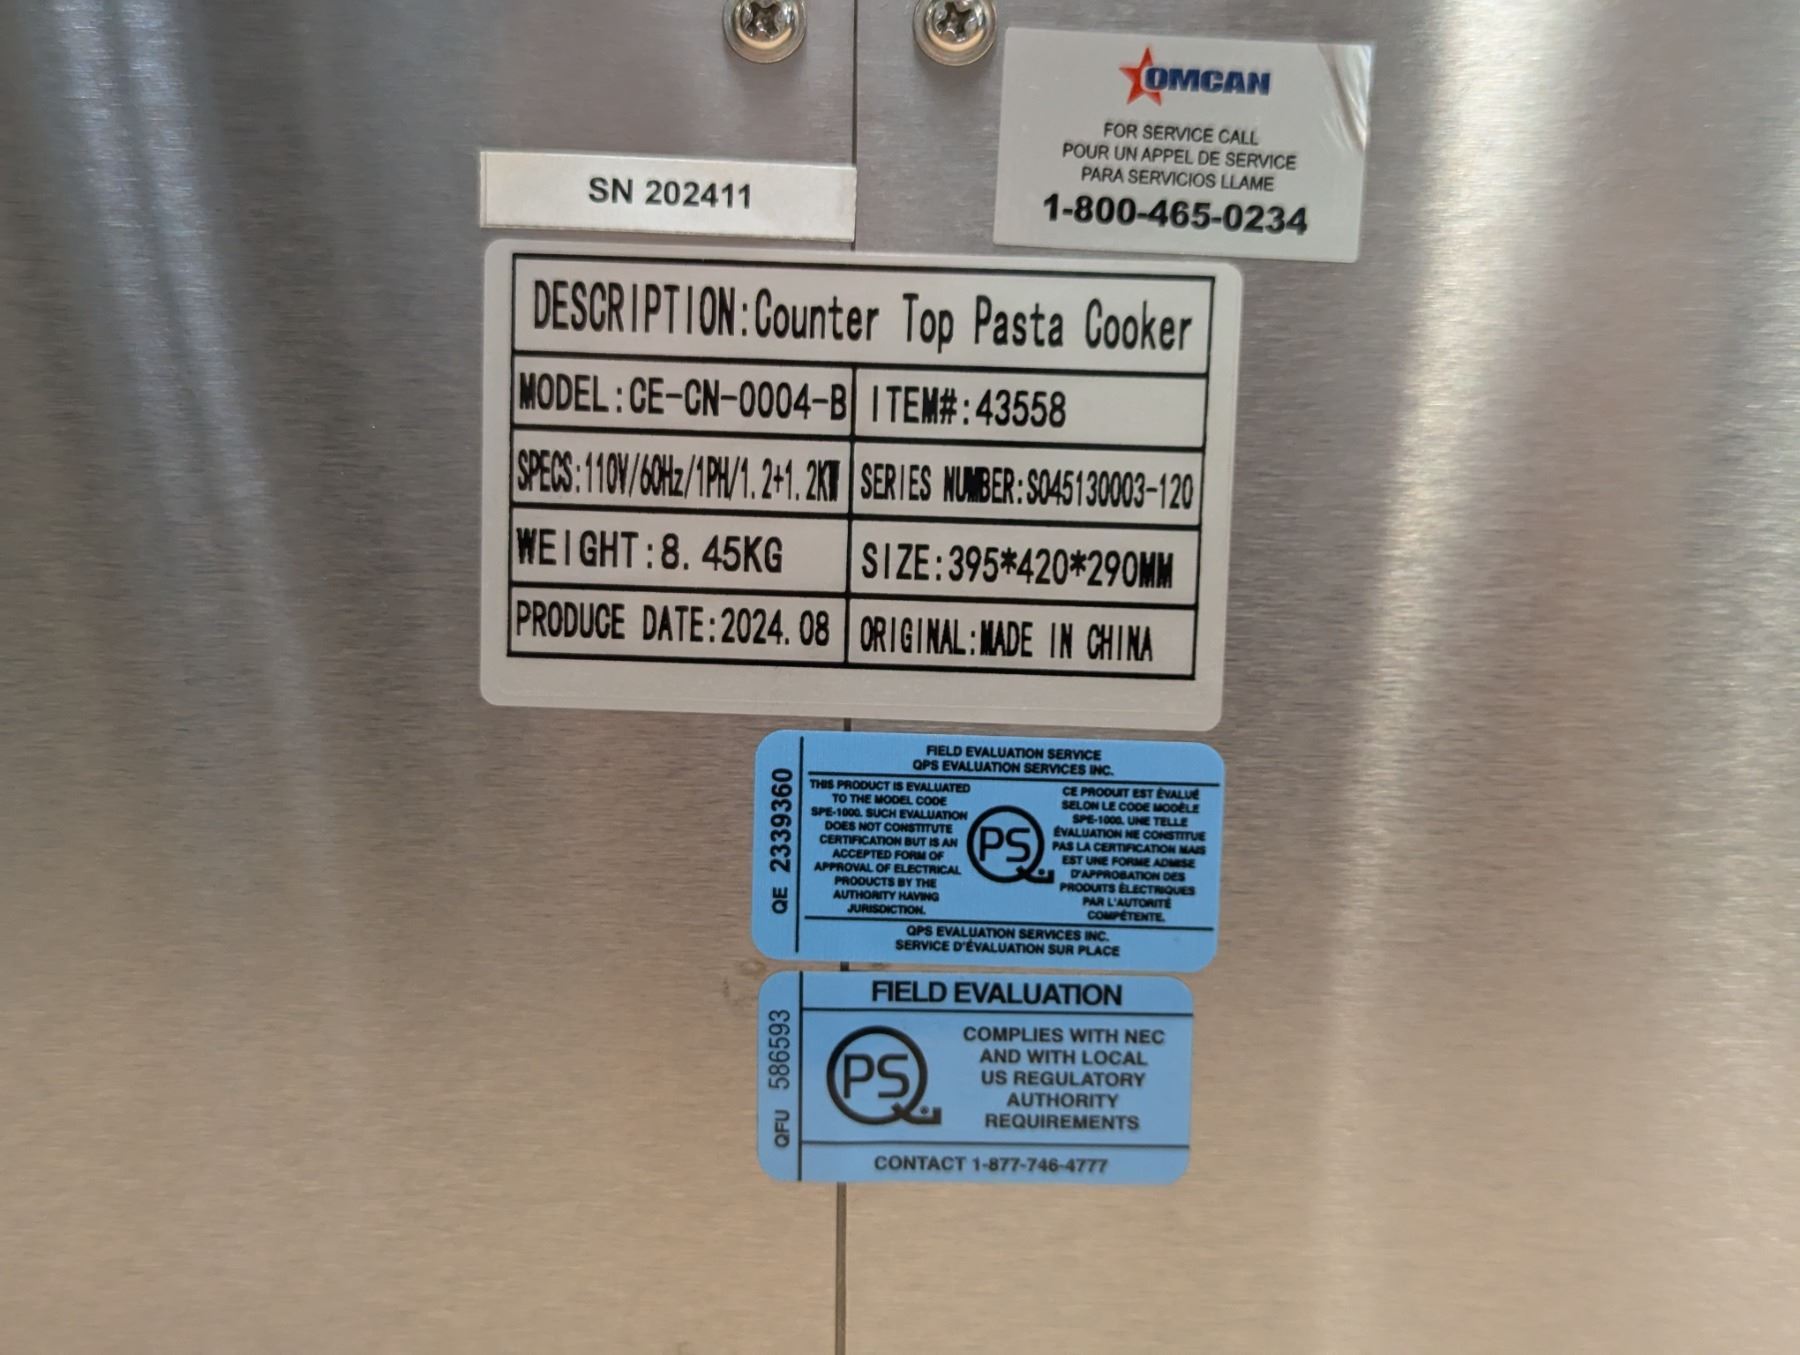 OMCAN
FOR SERVICE CALL
POUR UN APPEL DE SERVICE
PARA SERVICIOS LLAME
1-800-465-0234
SN 202411
DESCRIPTION:Counter Top Pasta Cooker
MODEL:CE-CN-0004-B
ITEM#:43558
SPECS:110V/60Hz/1PH/1.2+1.2KW
SERIES NUMBER:S045130003-120
WEIGHT:8.45KG
SIZE:395*420*290MM
PRODUCE DATE:2024.08
ORIGINAL:MADE IN CHINA
QE 2339360
FIELD EVALUATION SERVICE
QPS EVALUATION SERVICES INC.
THIS PRODUCT IS EVALUATED
TO THE MODEL CODE
SPE-1000. SUCH EVALUATION
DOES NOT CONSTITUTE
CERTIFICATION BUT IS AN
ACCEPTED FORM OF
APPROVAL OF ELECTRICAL
PRODUCTS BY THE
AUTHORITY HAVING
JURISDICTION.
QPS
CE PRODUIT EST ÉVALUÉ
SELON LE CODE MODÈLE
SPE-1000. UNE TELLE
ÉVALUATION NE CONSTITUE
PAS LA CERTIFICATION MAIS
EST UNE FORME ADMISE
D'APPROBATION DES
PRODUITS ÉLECTRIQUES
PAR L'AUTORITÉ
COMPÉTENTE.
QPS EVALUATION SERVICES INC.
SERVICE D'ÉVALUATION SUR PLACE
QFU 586593
FIELD EVALUATION
QPS
COMPLIES WITH NEC
AND WITH LOCAL
US REGULATORY
AUTHORITY
REQUIREMENTS
CONTACT 1-877-746-4777